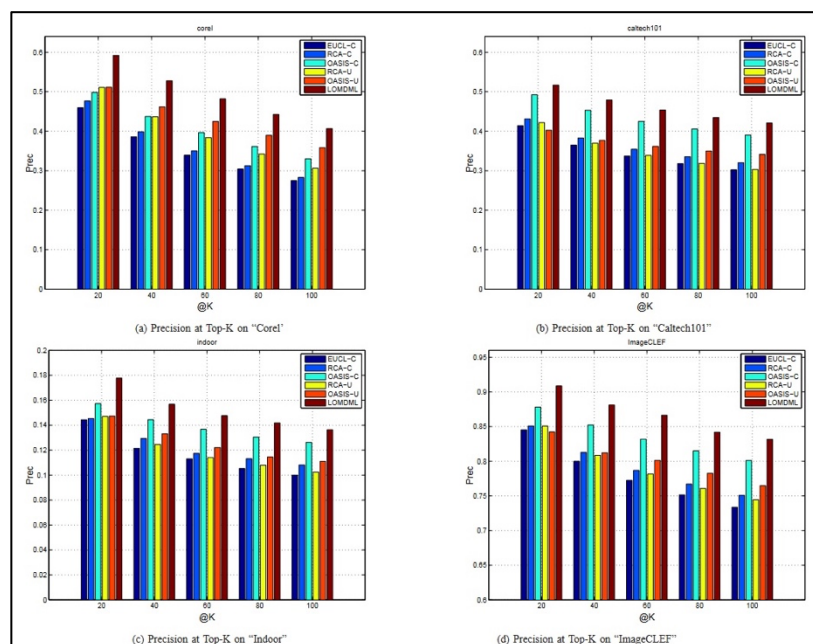 corel
Prec
0.6
0.5
0.4
0.3
0.2
0.1
0
EUCL-C
RCA-C
OASIS-C
RCA-U
OASIS-U
LOMDML
20 40 60 80 100
@K
(a) Precision at Top-K on "Corel'
caltech101
Prec
0.6
0.5
0.4
0.3
0.2
0.1
0
EUCL-C
RCA-C
OASIS-C
RCA-U
OASIS-U
LOMDML
20 40 60 80 100
@K
(b) Precision at Top-K on "Caltech101"
indoor
Prec
0.2
0.18
0.16
0.14
0.12
0.1
0.08
0.06
0.04
0.02
0
EUCL-C
RCA-C
OASIS-C
RCA-U
OASIS-U
LOMDML
20 40 60 80 100
@K
(c) Precision at Top-K on "Indoor"
ImageCLEF
Prec
0.95
0.9
0.85
0.8
0.75
0.7
0.65
0.6
EUCL-C
RCA-C
OASIS-C
RCA-U
OASIS-U
LOMDML
20 40 60 80 100
@K
(d) Precision at Top-K on "ImageCLEF"